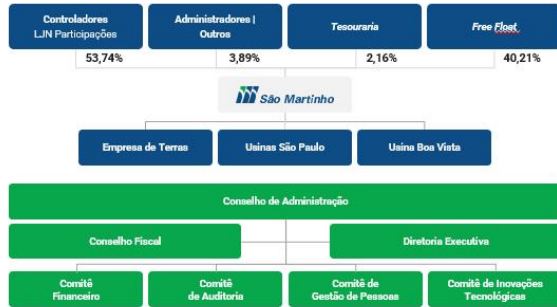 Controladores
LJN Participações
Administradores |
Outros
Tesouraria
Free Float
53,74%
3,89%
2,16%
40,21%
São Martinho
Empresa de Terras
Usinas São Paulo
Usina Boa Vista
Conselho de Administração
Conselho Fiscal
Diretoria Executiva
Comitê
Financeiro
Comitê
de Auditoria
Comitê de
Gestão de Pessoas
Comitê de Inovações
Tecnológicas